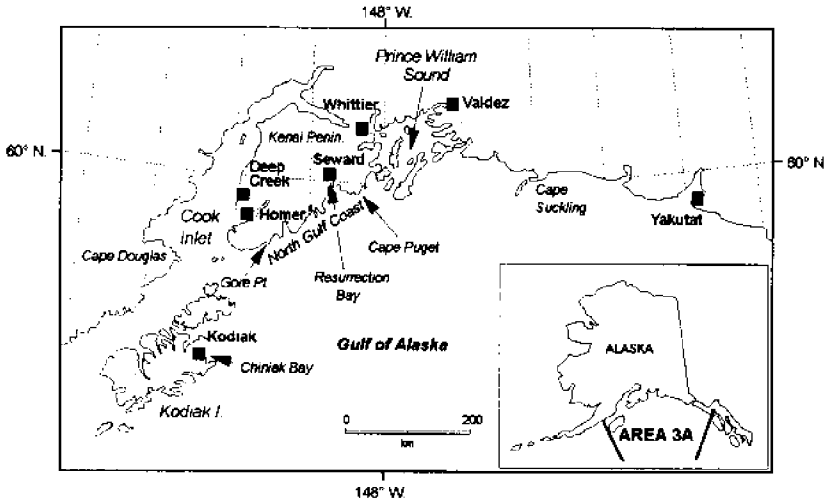 148° W.
Prince William
Sound
Whittier
Valdez
Kenai Penin.
60° N.
60° N
Seward
Deep
Creek
Cape
Suckling
Homer
Yakutat
Cook
Inlet
North Gulf Coast
Cape Puget
Cape Douglas
Gore Pt
Resurrection
Bay
Kodiak
Gulf of Alaska
Chiniak Bay
Kodiak I.
0
200
km
ALASKA
AREA 3A
148° W.